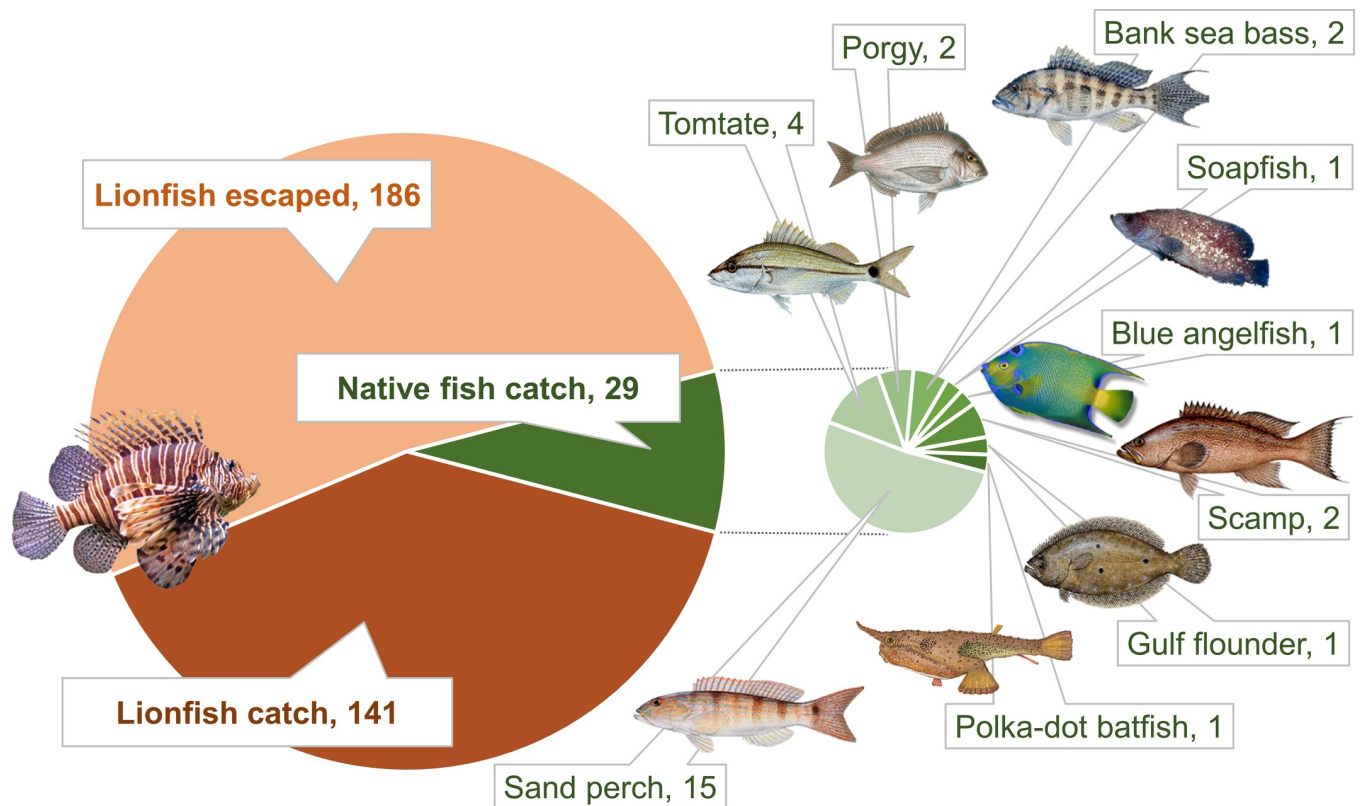 Porgy, 2
Bank sea bass, 2
Tomtate, 4
Lionfish escaped, 186
Soapfish, 1
Blue angelfish, 1
Native fish catch, 29
Scamp, 2
Gulf flounder, 1
Lionfish catch, 141
Polka-dot batfish, 1
Sand perch, 15